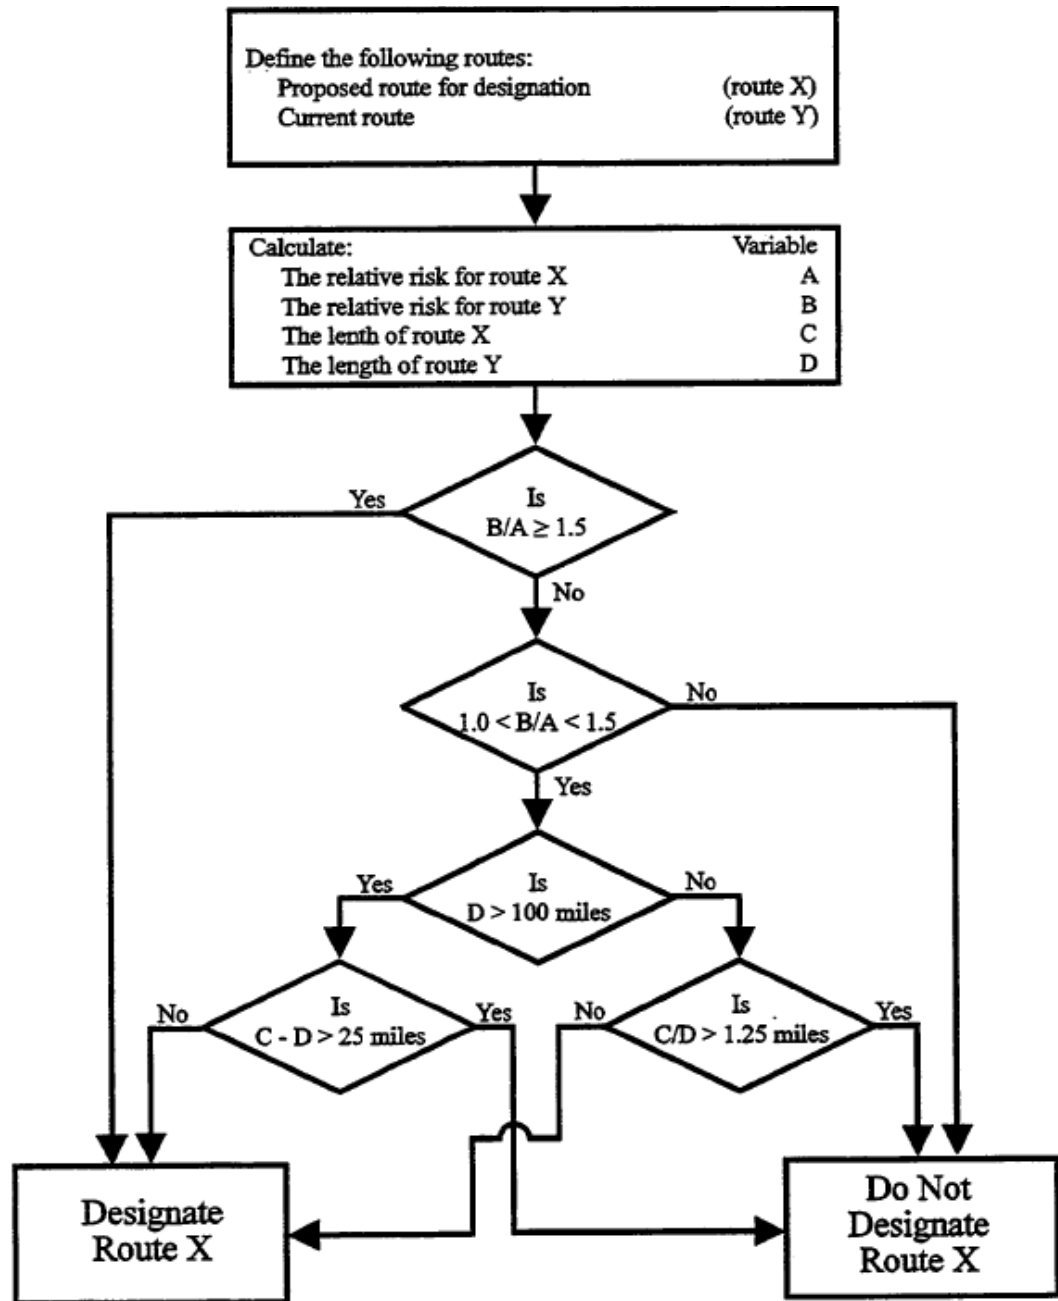 Define the following routes:
Proposed route for designation (route X)
Current route (route Y)
Calculate: Variable
The relative risk for route X A
The relative risk for route Y B
The lenth of route X C
The length of route Y D
Yes
Is
B/A ≥ 1.5
No
Is
1.0 < B/A < 1.5
No
Yes
Yes
Is
D > 100 miles
No
No
Is
C - D > 25 miles
Yes
No
Is
C/D > 1.25 miles
Yes
Designate
Route X
Do Not
Designate
Route X